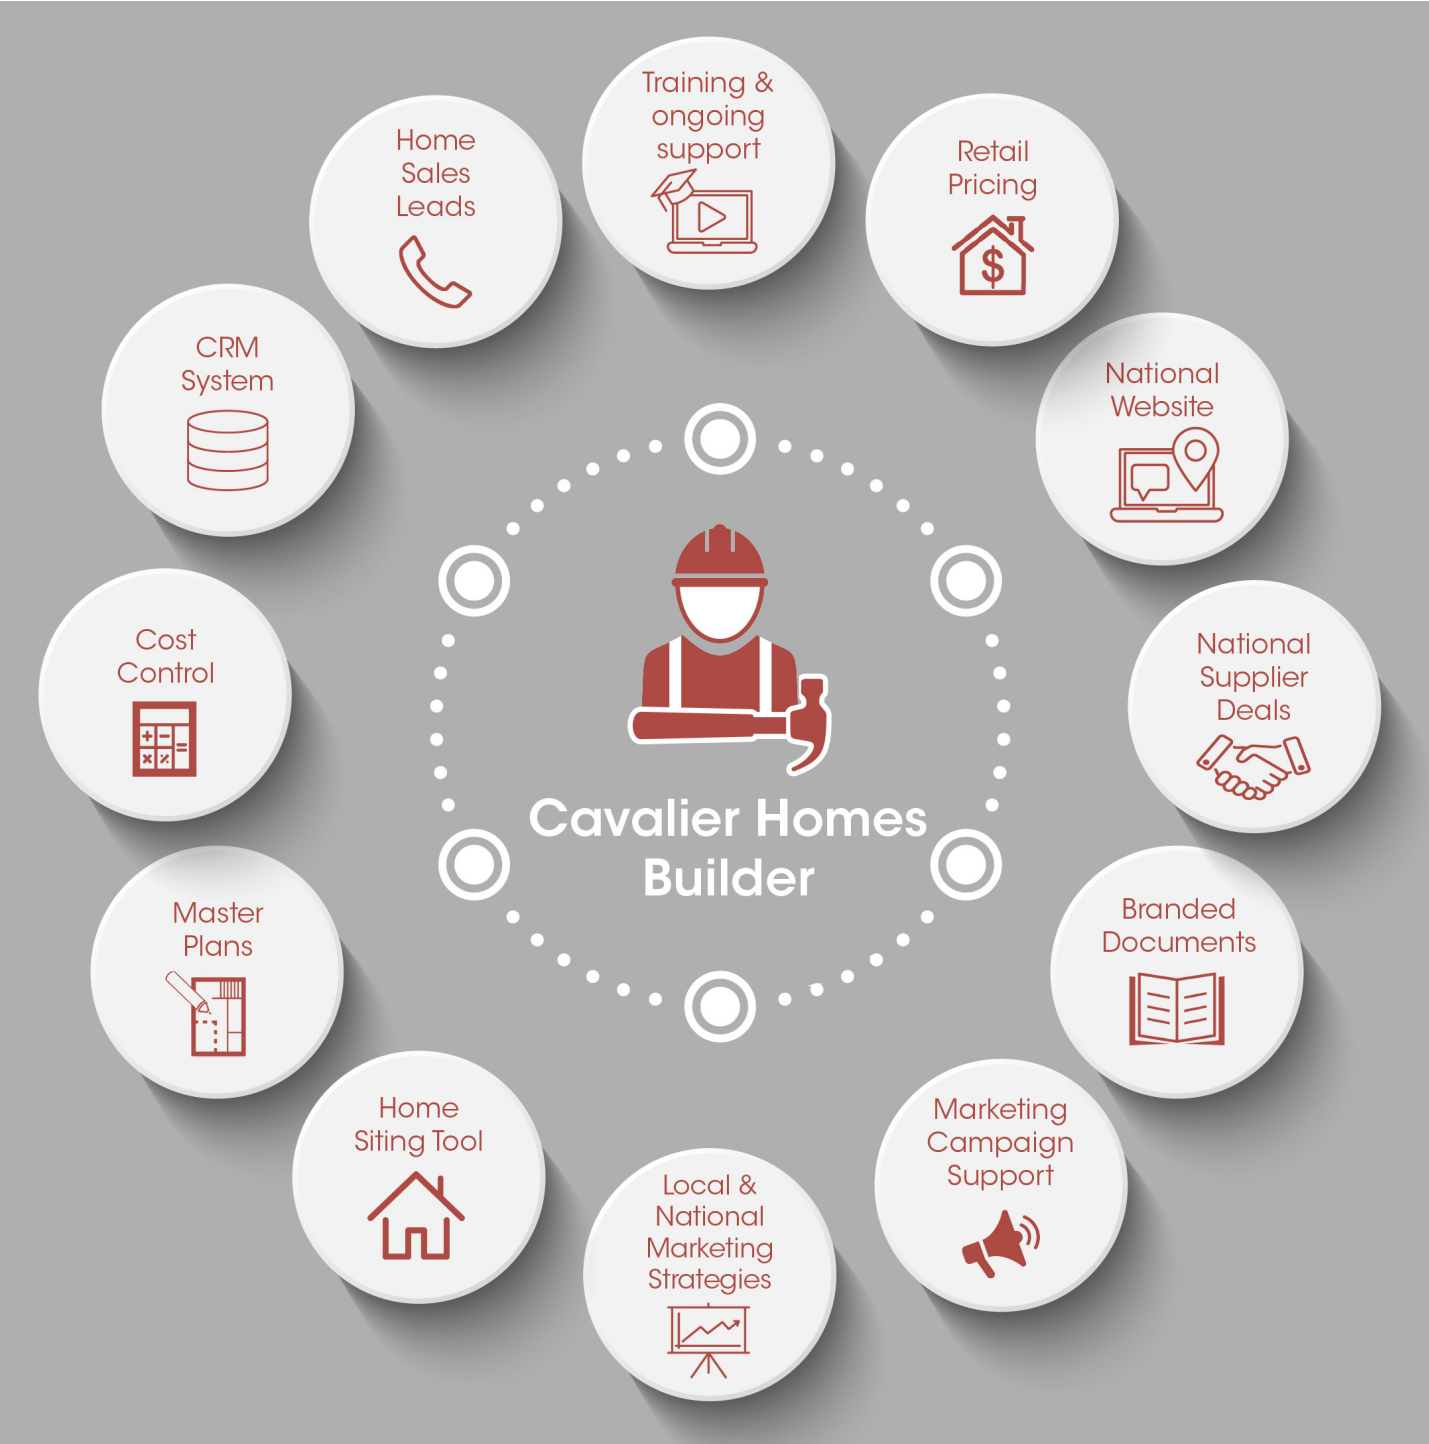 Training &
ongoing
support
Retail
Pricing
$
National
Website
National
Supplier
Deals
Branded
Documents
Marketing
Campaign
Support
Local &
National
Marketing
Strategies
Home
Siting Tool
Master
Plans
Cost
Control
+ - =
× %
CRM
System
Home
Sales
Leads
Cavalier Homes
Builder